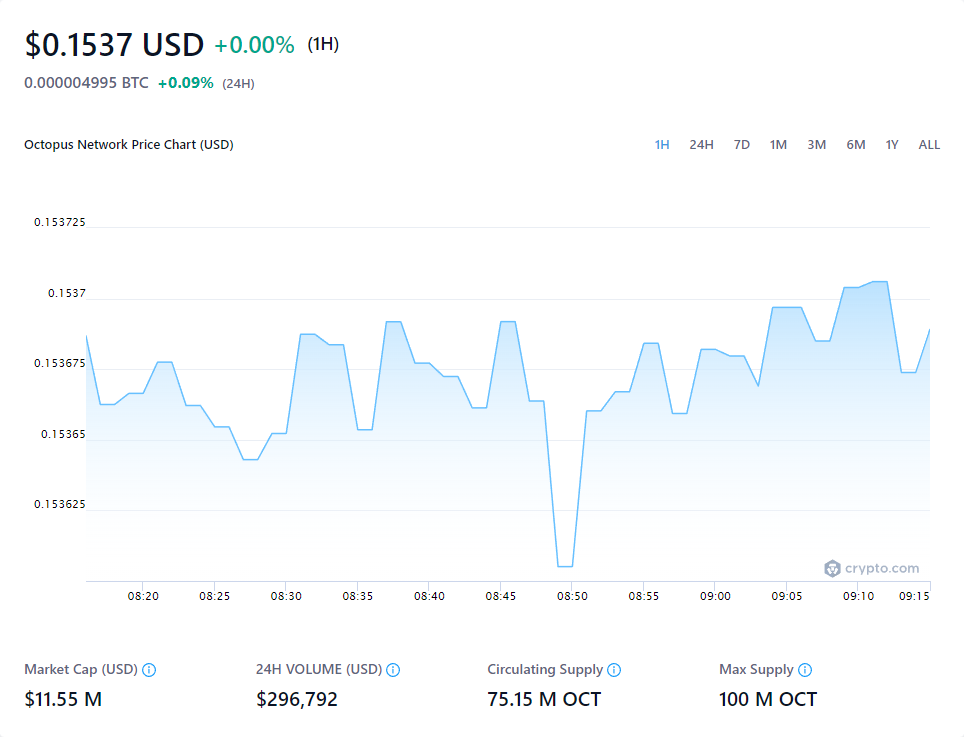 $0.1537 USD +0.00% (1H)
0.000004995 BTC +0.09% (24H)
Octopus Network Price Chart (USD) 1H 24H 7D 1M 3M 6M 1Y ALL
0.153725
0.1537
0.153675
0.15365
0.153625
crypto.com
08:20 08:25 08:30 08:35 08:40 08:45 08:50 08:55 09:00 09:05 09:10 09:15
Market Cap (USD) 24H VOLUME (USD) Circulating Supply Max Supply
$11.55 M $296,792 75.15 M OCT 100 M OCT